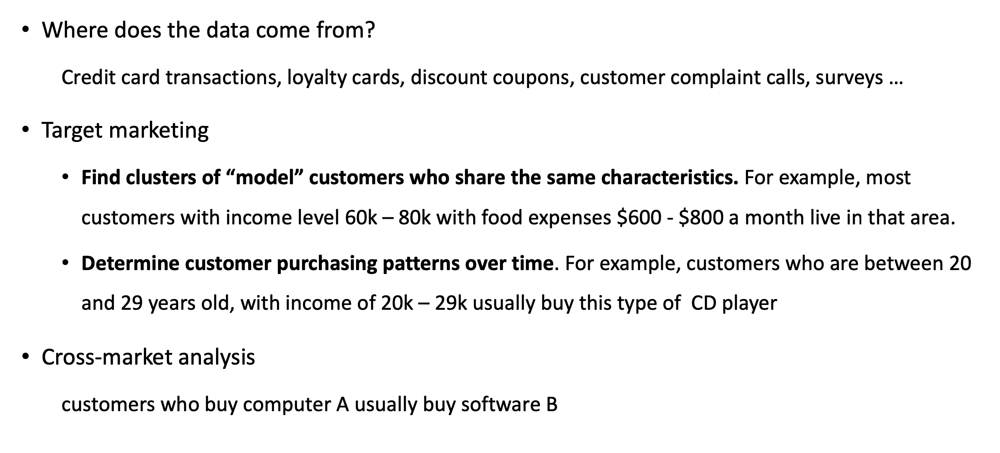 • Where does the data come from?
Credit card transactions, loyalty cards, discount coupons, customer complaint calls, surveys ...
• Target marketing
• Find clusters of “model” customers who share the same characteristics. For example, most
customers with income level 60k – 80k with food expenses $600 - $800 a month live in that area.
• Determine customer purchasing patterns over time. For example, customers who are between 20
and 29 years old, with income of 20k – 29k usually buy this type of  CD player
• Cross-market analysis
customers who buy computer A usually buy software B